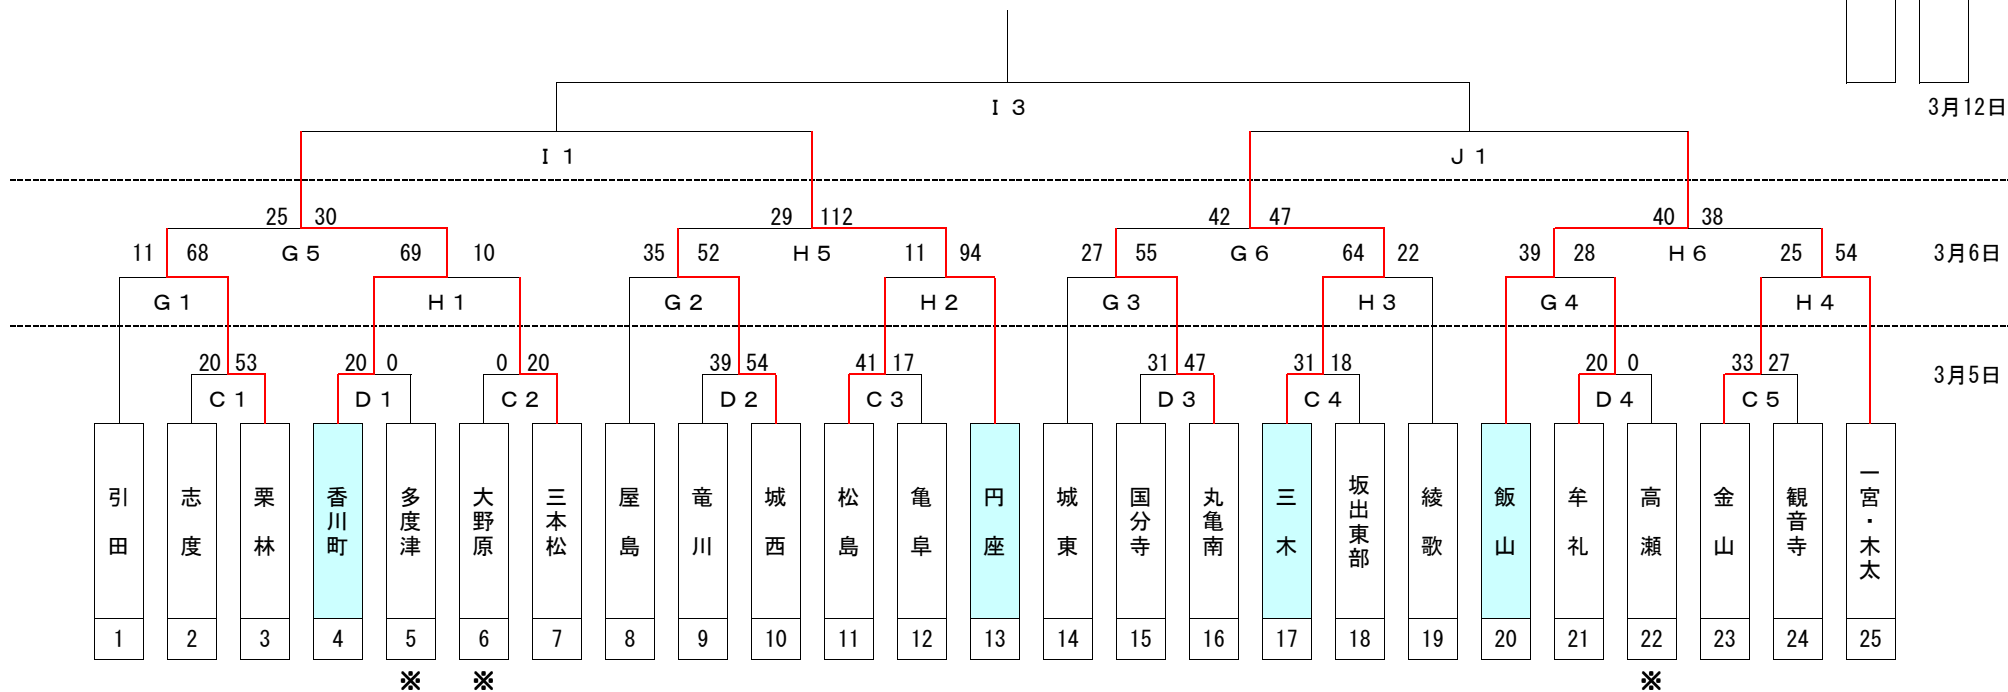 Ｉ３
3月12日
Ｉ１ Ｊ１
25 30 29 112 42 47 40 38
11 68 Ｇ５ 69 10 35 52 Ｈ５ 11 94 27 55 Ｇ６ 64 22 39 28 Ｈ６ 25 54 3月6日
Ｇ１ Ｈ１ Ｇ２ Ｈ２ Ｇ３ Ｈ３ Ｇ４ Ｈ４
20 53 20 0 0 20 39 54 41 17 31 47 31 18 20 0 33 27
3月5日
Ｃ１ Ｄ１ Ｃ２ Ｄ２ Ｃ３ Ｄ３ Ｃ４ Ｄ４ Ｃ５
引田
志度
栗林
香川町
多度津
大野原
三本松
屋島
竜川
城西
松島
亀阜
円座
城東
国分寺
丸亀南
三木
坂出東部
綾歌
飯山
牟礼
高瀬
金山
観音寺
一宮・木太
1 2 3 4 5 6 7 8 9 10 11 12 13 14 15 16 17 18 19 20 21 22 23 24 25
※ ※ ※